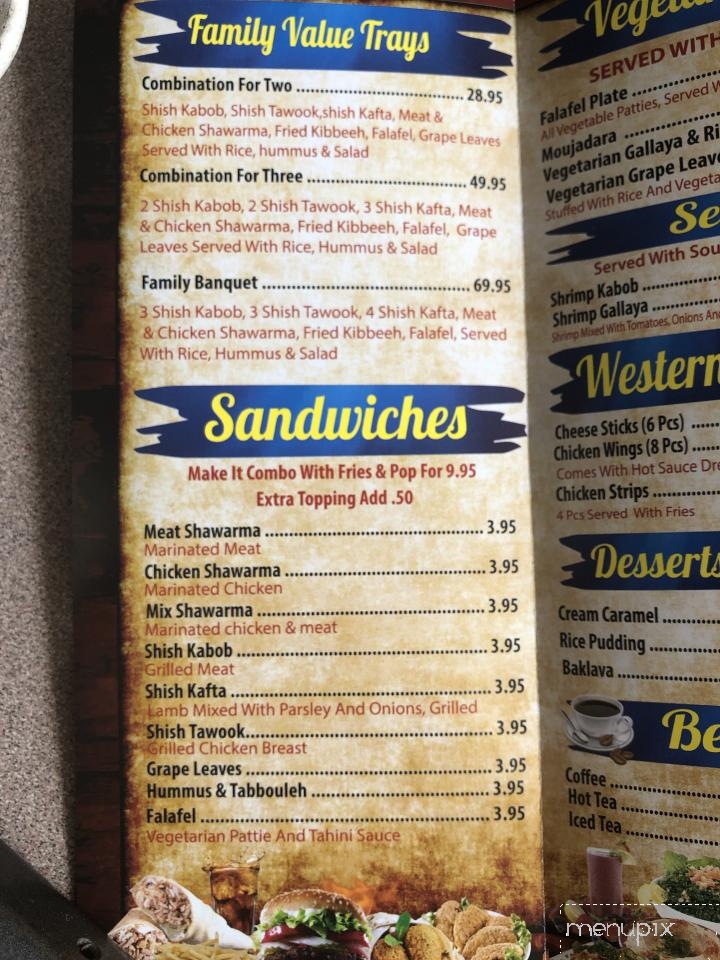 Family Value Trays
Combination For Two 28.95
Shish Kabob, Shish Tawook,shish Kafta, Meat &
Chicken Shawarma, Fried Kibbeeh, Falafel, Grape Leaves
Served With Rice, hummus & Salad
Combination For Three 49.95
2 Shish Kabob, 2 Shish Tawook, 3 Shish Kafta, Meat
& Chicken Shawarma, Fried Kibbeeh, Falafel, Grape
Leaves Served With Rice, Hummus & Salad
Family Banquet 69.95
3 Shish Kabob, 3 Shish Tawook, 4 Shish Kafta, Meat
& Chicken Shawarma, Fried Kibbeeh, Falafel, Served
With Rice, Hummus & Salad
Sandwiches
Make It Combo With Fries & Pop For 9.95
Extra Topping Add .50
Meat Shawarma 3.95
Marinated Meat
Chicken Shawarma 3.95
Marinated Chicken
Mix Shawarma 3.95
Marinated chicken & meat
Shish Kabob 3.95
Grilled Meat
Shish Kafta 3.95
Lamb Mixed With Parsley And Onions, Grilled
Shish Tawook 3.95
Grilled Chicken Breast
Grape Leaves 3.95
Hummus & Tabbouleh 3.95
Falafel 3.95
Vegetarian Pattie And Tahini Sauce
SERVED WITH
Falafel Plate
All Vegetable Patties, Served
Moujadara
Vegetarian Gallaya &
Vegetarian Grape
Stuffed With Rice And
Served With
Shrimp Kabob
Shrimp Gallaya
Shrimp Mixed With Tomatoes, Onions
Western
Cheese Sticks (6 Pcs)
Chicken Wings (8 Pcs)
Comes With Hot Sauce
Chicken Strips
4 Pcs Served With Fries
Desserts
Cream Caramel
Rice Pudding
Baklava
Be
Coffee
Hot Tea
Iced Tea
menupix